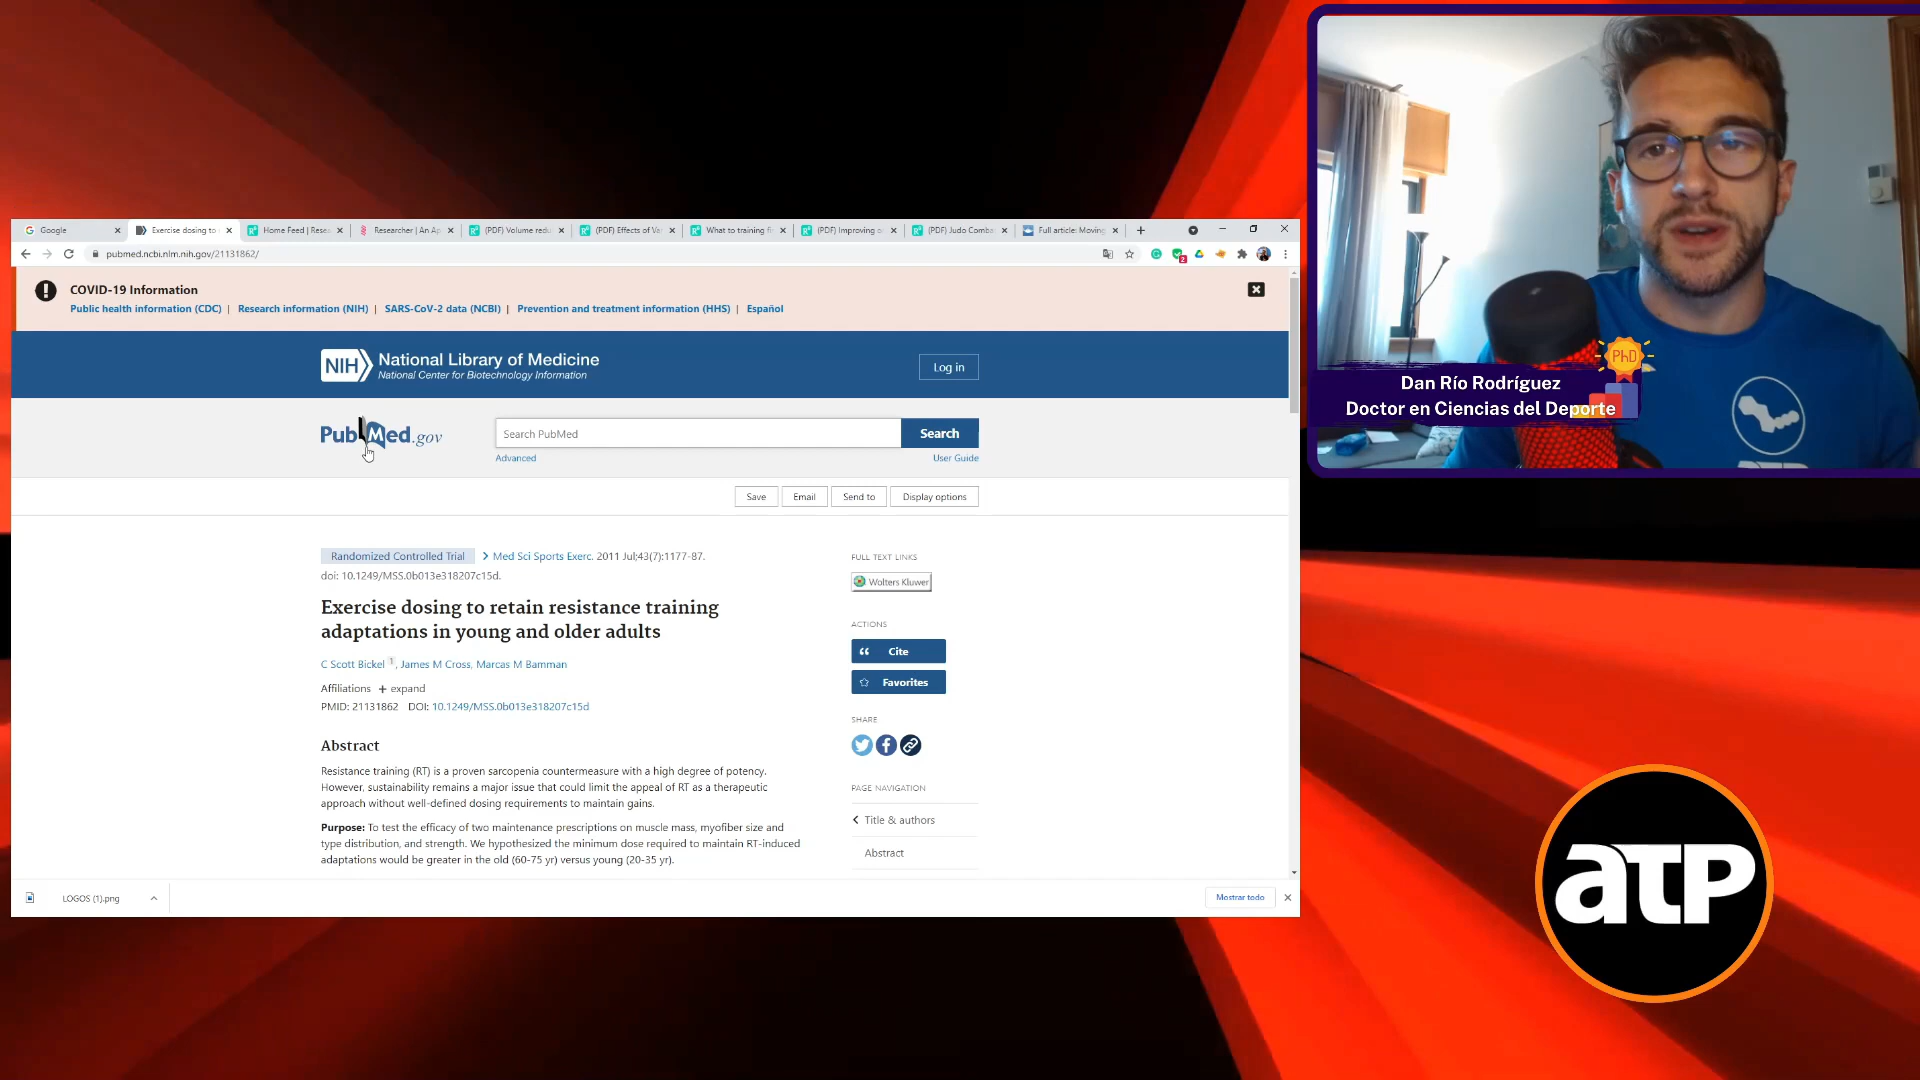 Google
Exercise dosing to
Home Feed | Resea
Researcher | An Ap
(PDF) Volume redu
(PDF) Effects of Va
What to training fr
(PDF) Improving o
(PDF) Judo Comba
Full article: Moving
pubmed.ncbi.nlm.nih.gov/21131862/
2
COVID-19 Information
Public health information (CDC) | Research information (NIH) | SARS-CoV-2 data (NCBI) | Prevention and treatment information (HHS) | Español
NIH National Library of Medicine
National Center for Biotechnology Information
Log in
PubMed.gov
Search PubMed
Search
Advanced
User Guide
Save
Email
Send to
Display options
Randomized Controlled Trial
Med Sci Sports Exerc. 2011 Jul;43(7):1177-87.
doi: 10.1249/MSS.0b013e318207c15d.
Exercise dosing to retain resistance training
adaptations in young and older adults
C Scott Bickel 1, James M Cross, Marcas M Bamman
Affiliations + expand
PMID: 21131862 DOI: 10.1249/MSS.0b013e318207c15d
Abstract
Resistance training (RT) is a proven sarcopenia countermeasure with a high degree of potency.
However, sustainability remains a major issue that could limit the appeal of RT as a therapeutic
approach without well-defined dosing requirements to maintain gains.
Purpose: To test the efficacy of two maintenance prescriptions on muscle mass, myofiber size and
type distribution, and strength. We hypothesized the minimum dose required to maintain RT-induced
adaptations would be greater in the old (60-75 yr) versus young (20-35 yr).
FULL TEXT LINKS
Wolters Kluwer
ACTIONS
Cite
Favorites
SHARE
PAGE NAVIGATION
Title & authors
Abstract
LOGOS (1).png
Mostrar todo
PhD
Dan Río Rodríguez
Doctor en Ciencias del Deporte
aTP